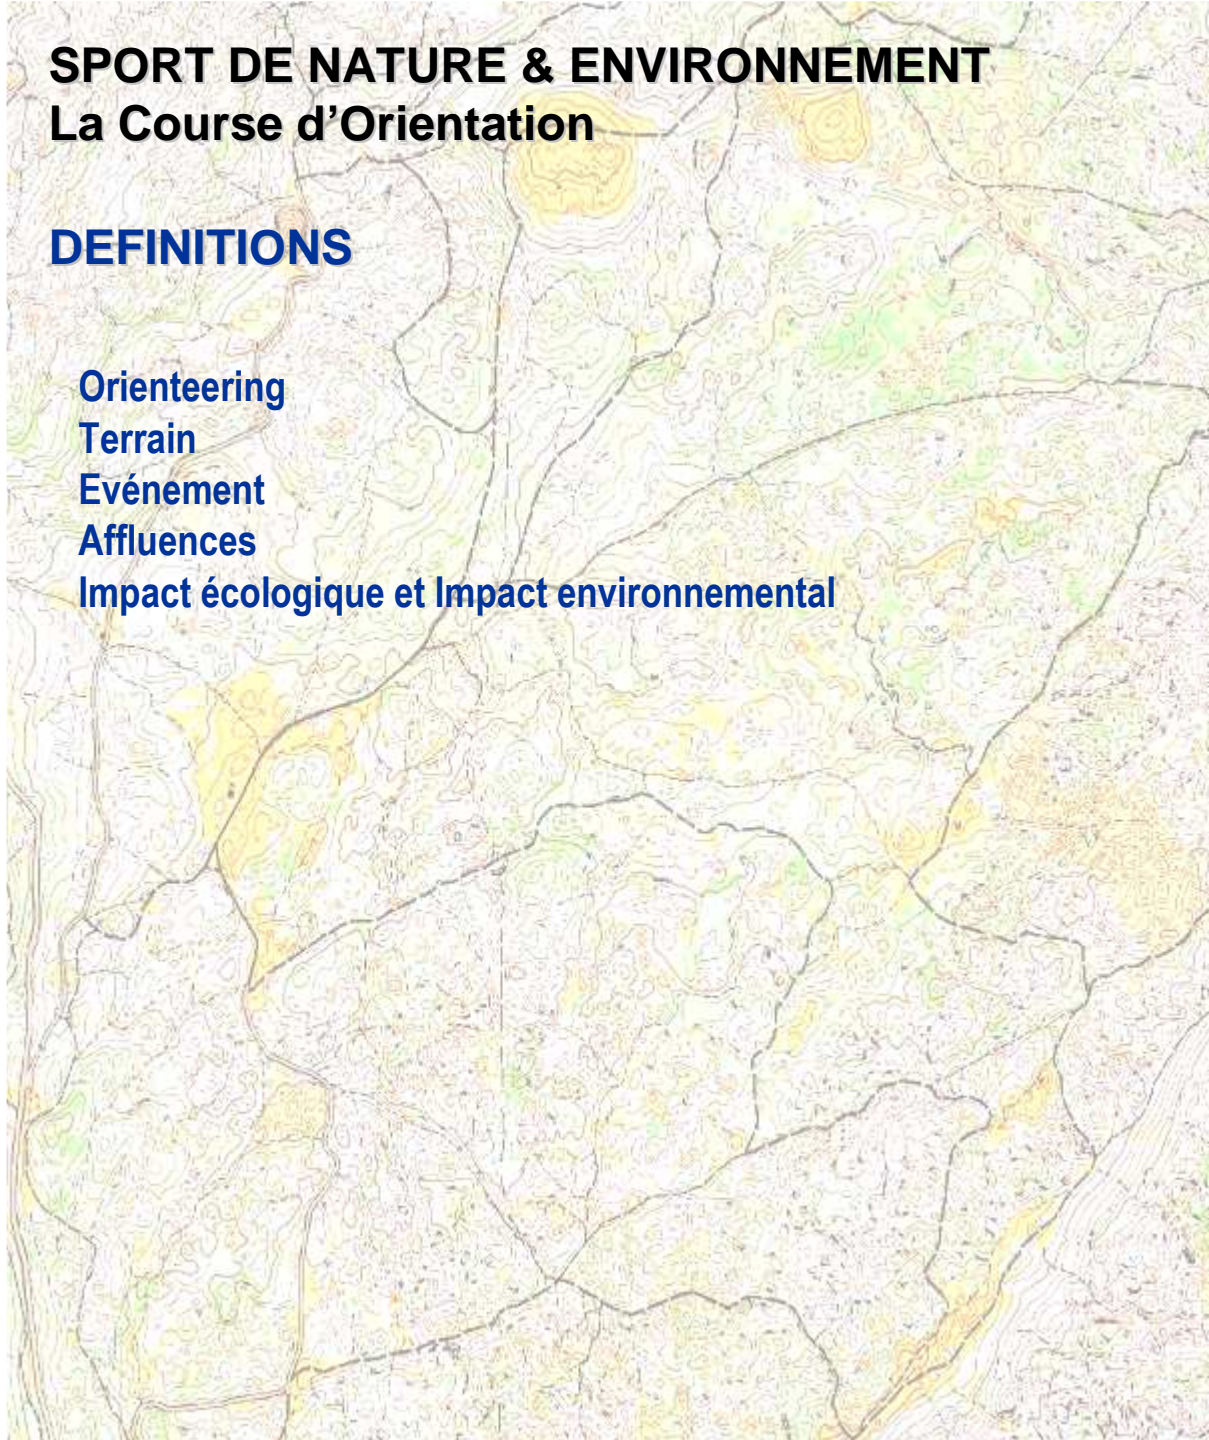 SPORT DE NATURE & ENVIRONNEMENT
La Course d’Orientation
DEFINITIONS
Orienteering
Terrain
Evénement
Affluences
Impact écologique et Impact environnemental